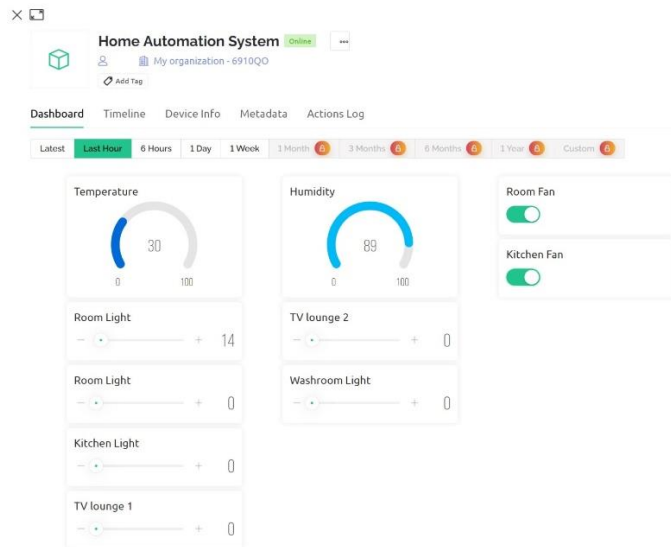 Home Automation System Online
My organization - 6910QO
Add Tag
Dashboard Timeline Device Info Metadata Actions Log
Latest Last Hour 6 Hours 1 Day 1 Week 1 Month 3 Months 6 Months 1 Year Custom
Temperature
30
0 100
Humidity
89
0 100
Room Fan
Kitchen Fan
Room Light
− + 14
TV lounge 2
− + 0
Room Light
− + 0
Washroom Light
− + 0
Kitchen Light
− + 0
TV lounge 1
− + 0